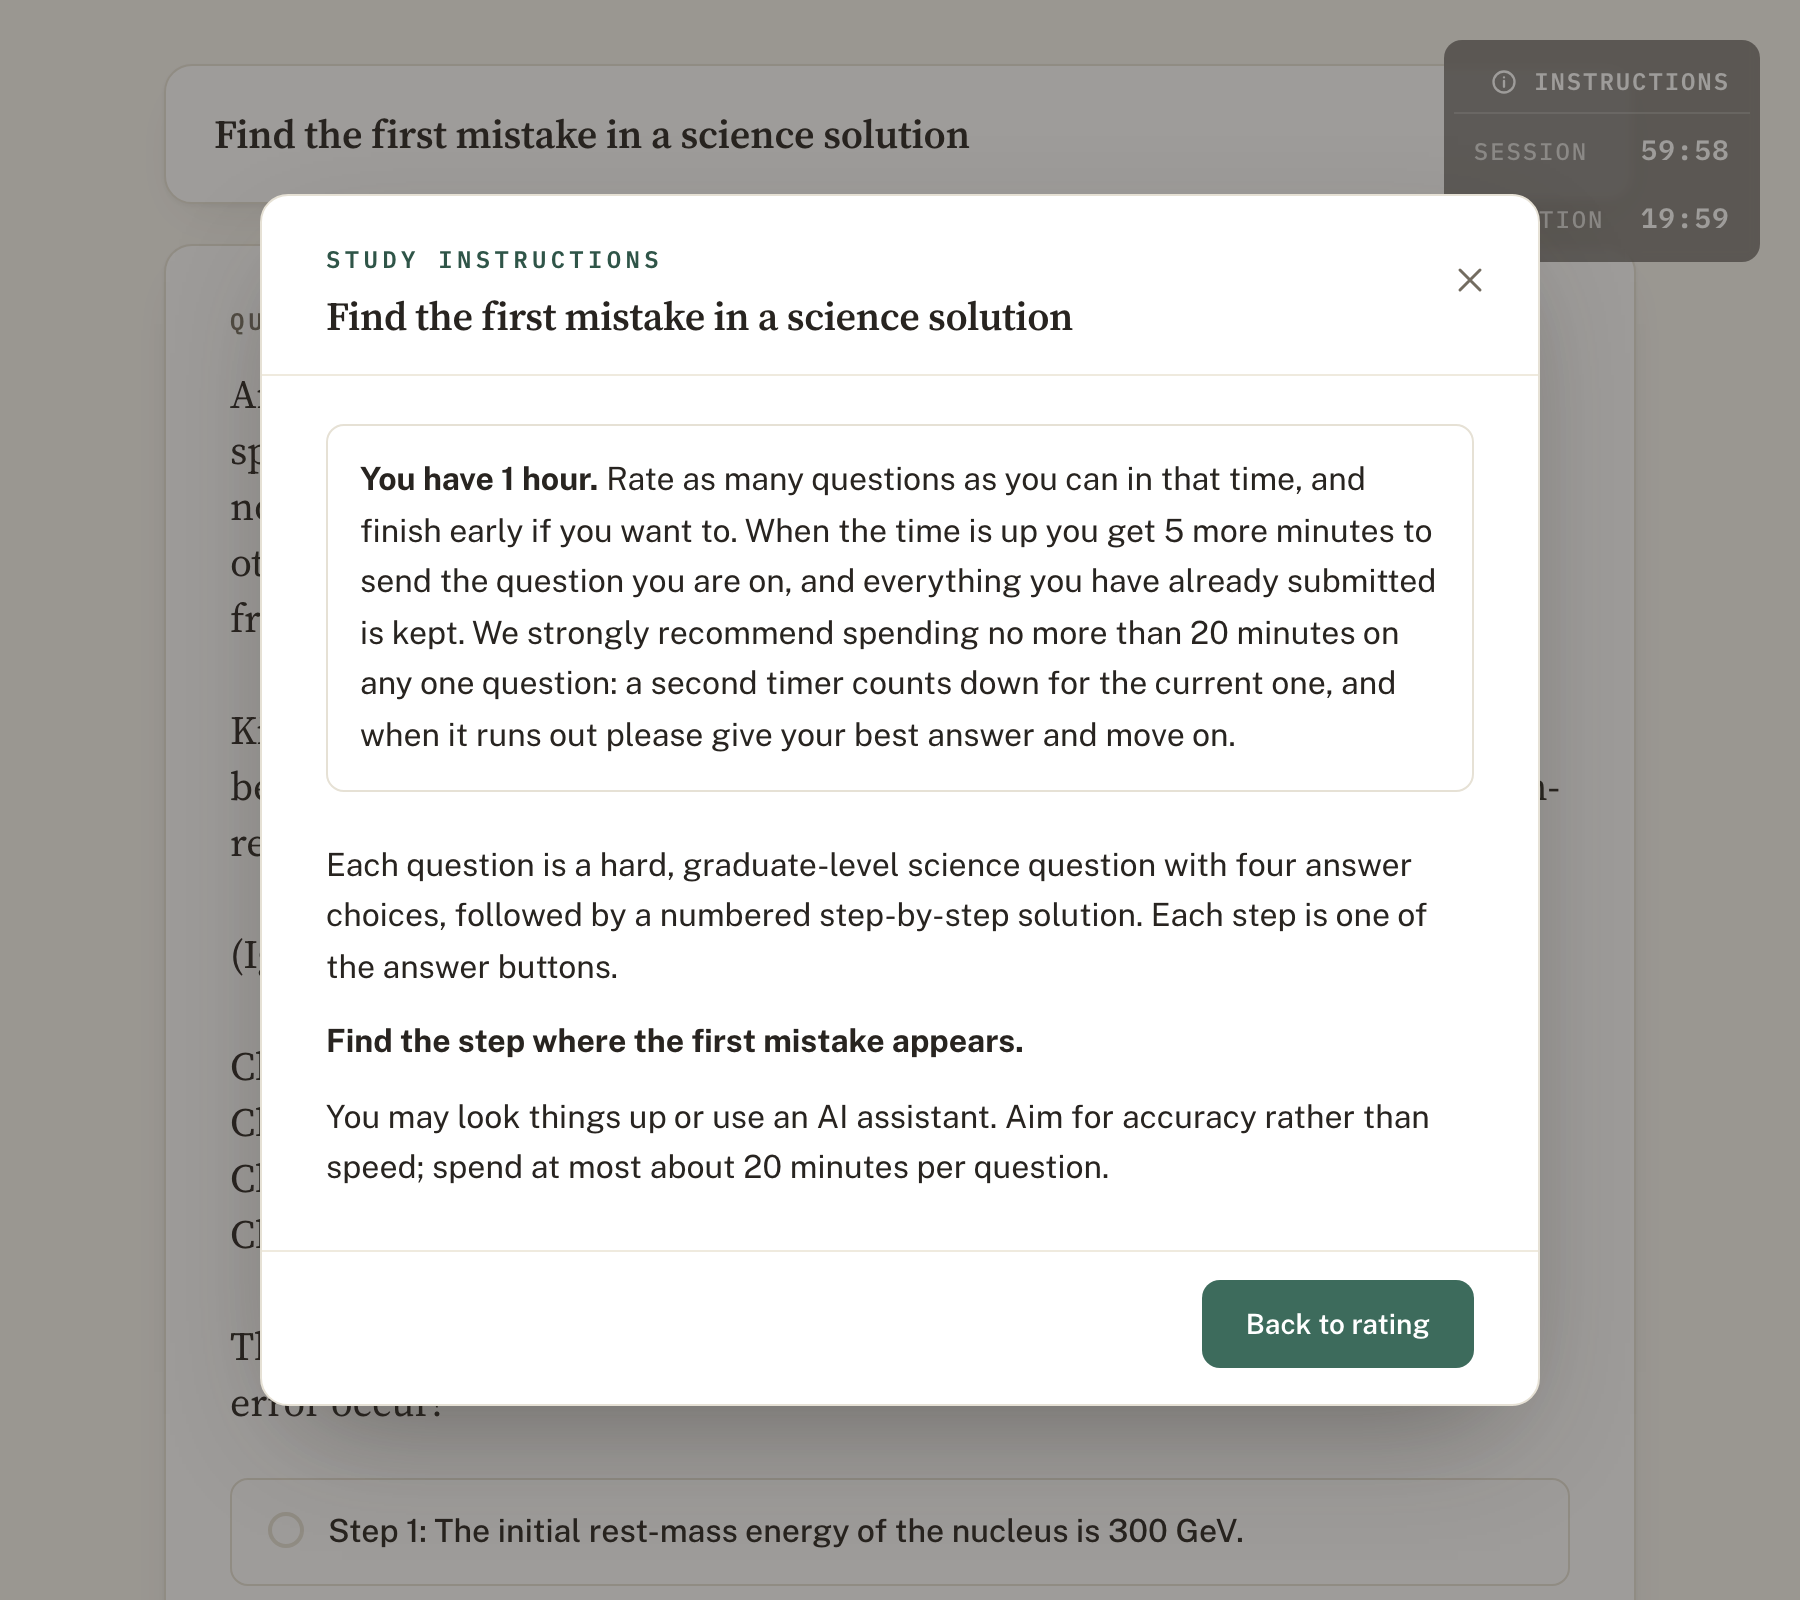 Find the first mistake in a science solution
INSTRUCTIONS
SESSION 59:58
19:59
STUDY INSTRUCTIONS
Find the first mistake in a science solution
You have 1 hour. Rate as many questions as you can in that time, and
finish early if you want to. When the time is up you get 5 more minutes to
send the question you are on, and everything you have already submitted
is kept. We strongly recommend spending no more than 20 minutes on
any one question: a second timer counts down for the current one, and
when it runs out please give your best answer and move on.
Each question is a hard, graduate-level science question with four answer
choices, followed by a numbered step-by-step solution. Each step is one of
the answer buttons.
Find the step where the first mistake appears.
You may look things up or use an AI assistant. Aim for accuracy rather than
speed; spend at most about 20 minutes per question.
Back to rating
error occur?
Step 1: The initial rest-mass energy of the nucleus is 300 GeV.